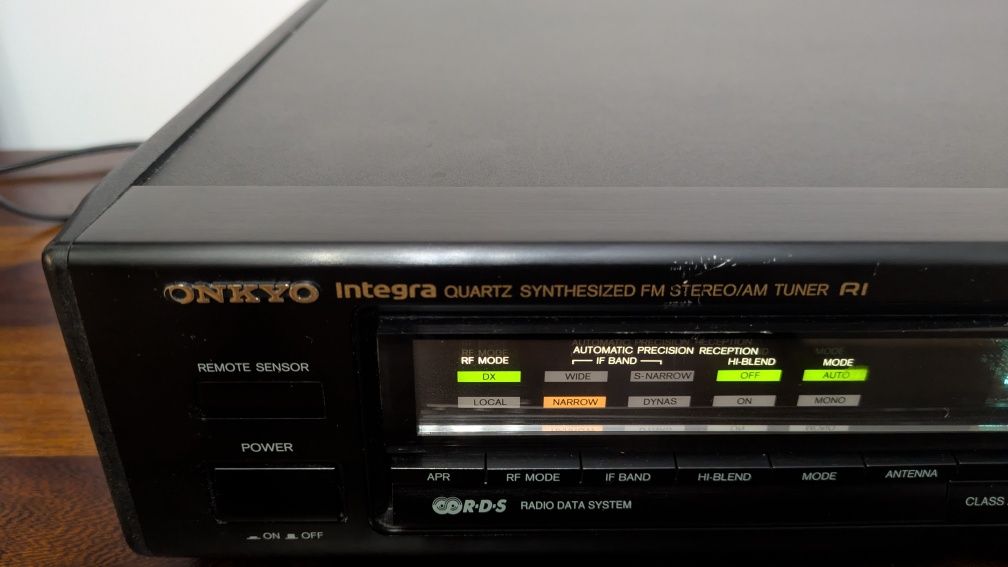 ONKYO Integra QUARTZ SYNTHESIZED FM STEREO/AM TUNER RI
REMOTE SENSOR
POWER
ON OFF
AUTOMATIC PRECISION RECEPTION
RF MODE IF BAND HI-BLEND MODE
DX WIDE S-NARROW OFF AUTO
LOCAL NARROW DYNAS ON MONO
APR RF MODE IF BAND HI-BLEND MODE ANTENNA
R·D·S RADIO DATA SYSTEM
CLASS